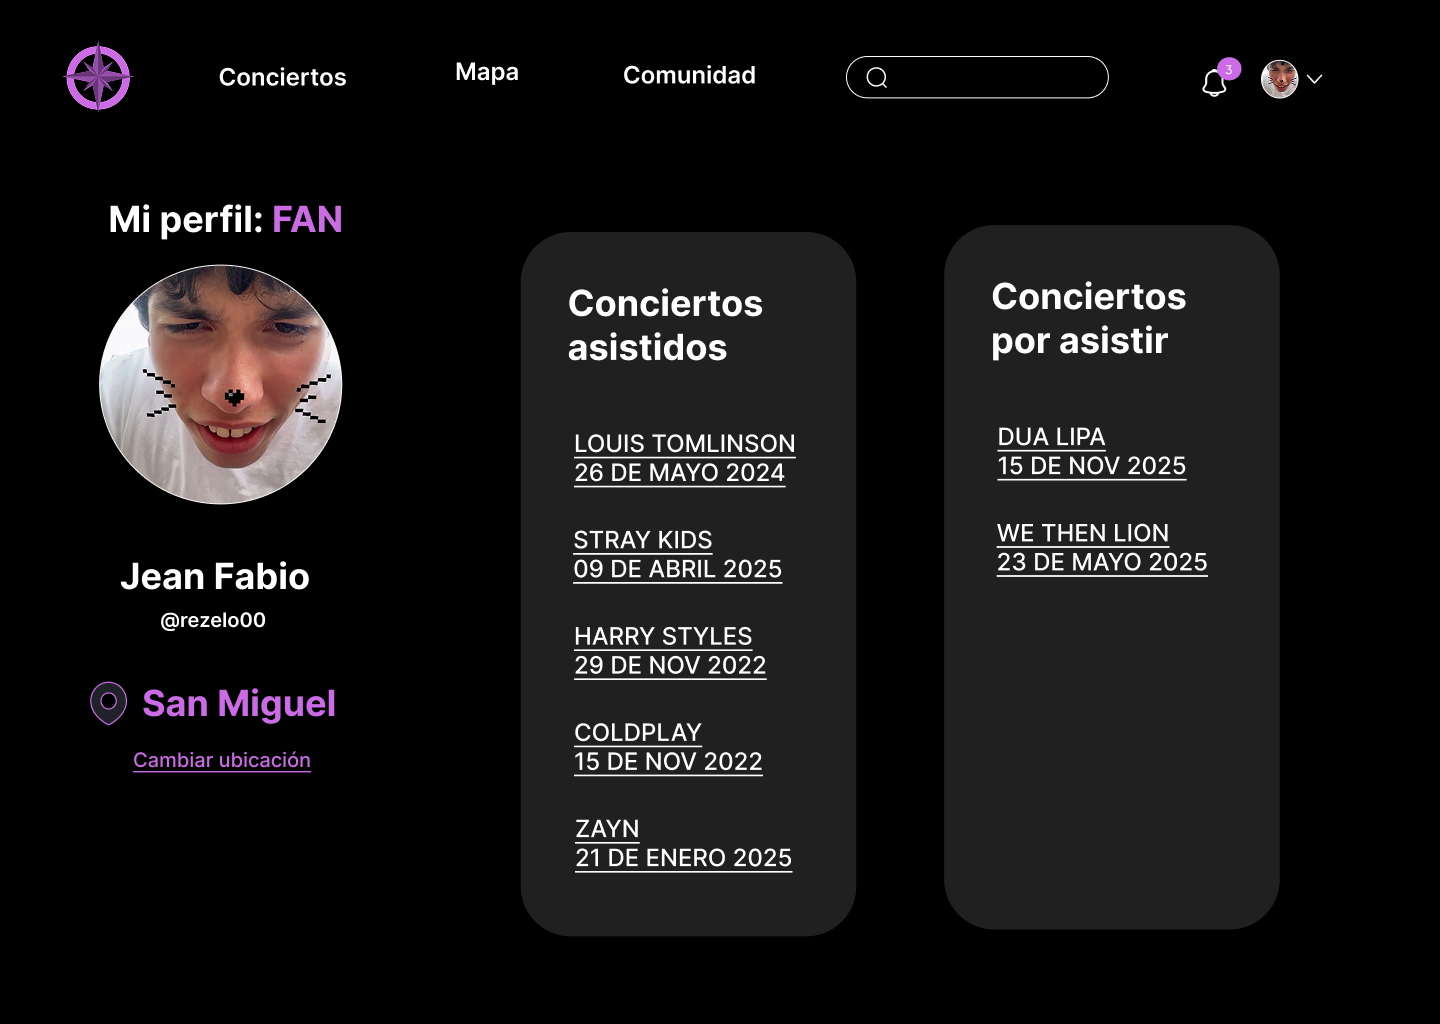 Conciertos
Mapa
Comunidad
3
Mi perfil: FAN
Jean Fabio
@rezelo00
San Miguel
Cambiar ubicación
Conciertos
asistidos
LOUIS TOMLINSON
26 DE MAYO 2024
STRAY KIDS
09 DE ABRIL 2025
HARRY STYLES
29 DE NOV 2022
COLDPLAY
15 DE NOV 2022
ZAYN
21 DE ENERO 2025
Conciertos
por asistir
DUA LIPA
15 DE NOV 2025
WE THEN LION
23 DE MAYO 2025